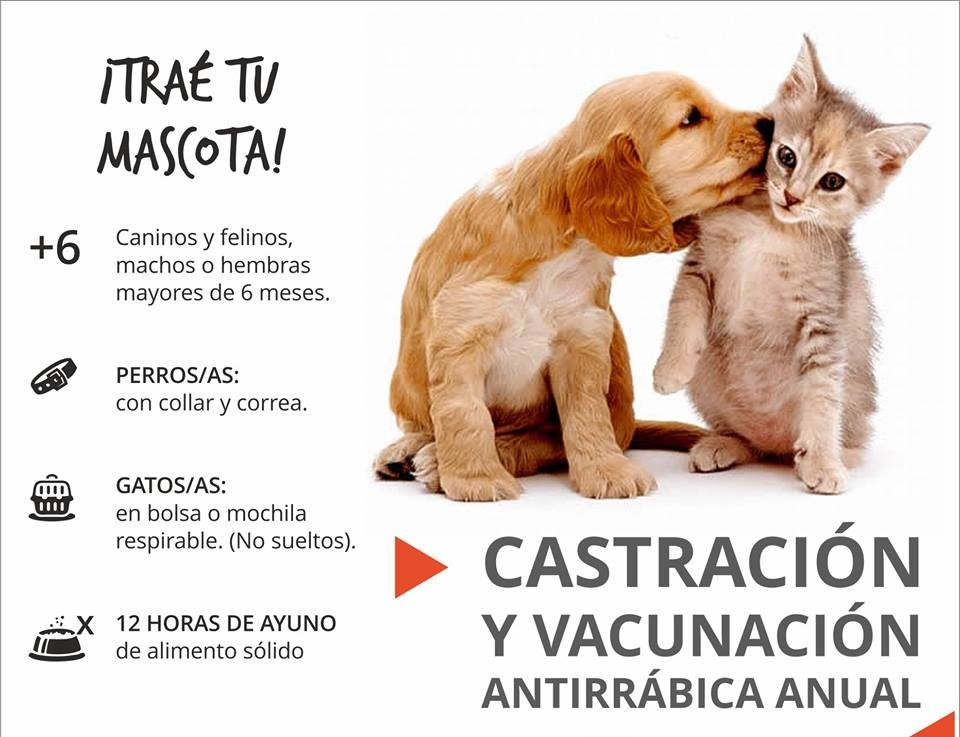 ¡TRAÉ TU
MASCOTA!
+6
Caninos y felinos,
machos o hembras
mayores de 6 meses.
PERROS/AS:
con collar y correa.
GATOS/AS:
en bolsa o mochila
respirable. (No sueltos).
X
12 HORAS DE AYUNO
de alimento sólido
CASTRACIÓN
Y VACUNACIÓN
ANTIRRÁBICA ANUAL